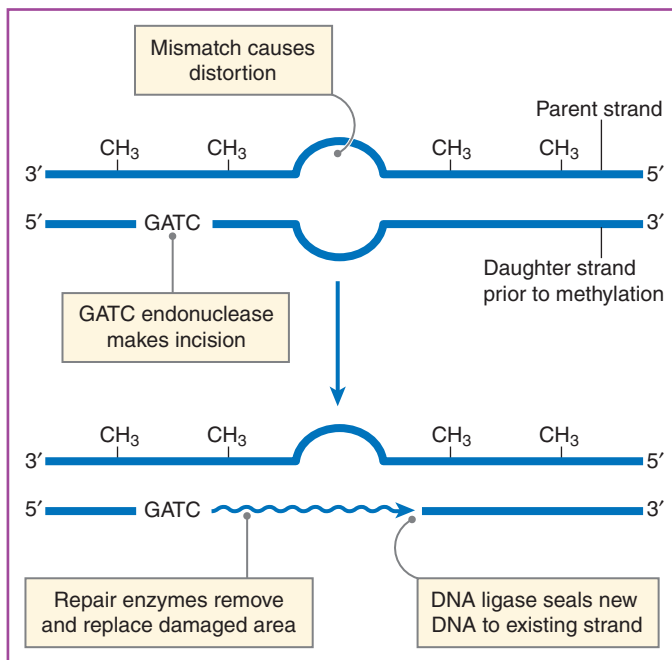 Mismatch causes
distortion
Parent strand
CH₃ CH₃ CH₃ CH₃
3′ 5′
5′ GATC 3′
Daughter strand
prior to methylation
GATC endonuclease
makes incision
CH₃ CH₃ CH₃ CH₃
3′ 5′
5′ GATC 3′
Repair enzymes remove
and replace damaged area
DNA ligase seals new
DNA to existing strand